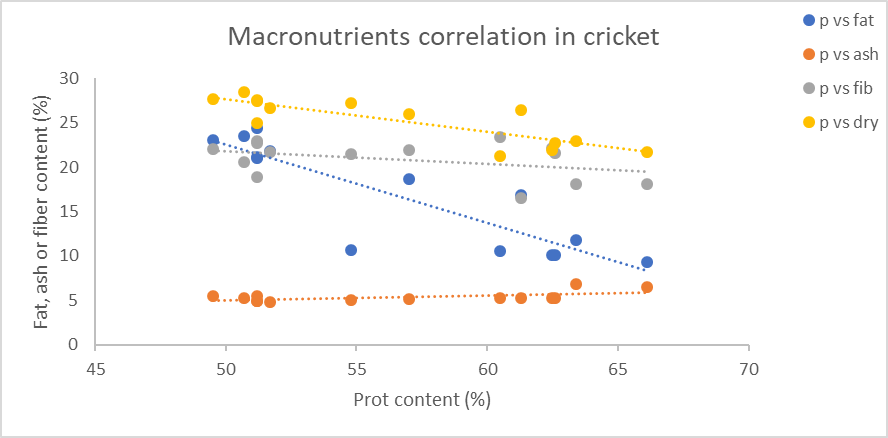 Macronutrients correlation in cricket
p vs fat
p vs ash
p vs fib
p vs dry
Fat, ash or fiber content (%)
30
25
20
15
10
5
0
45
50
55
60
65
70
Prot content (%)